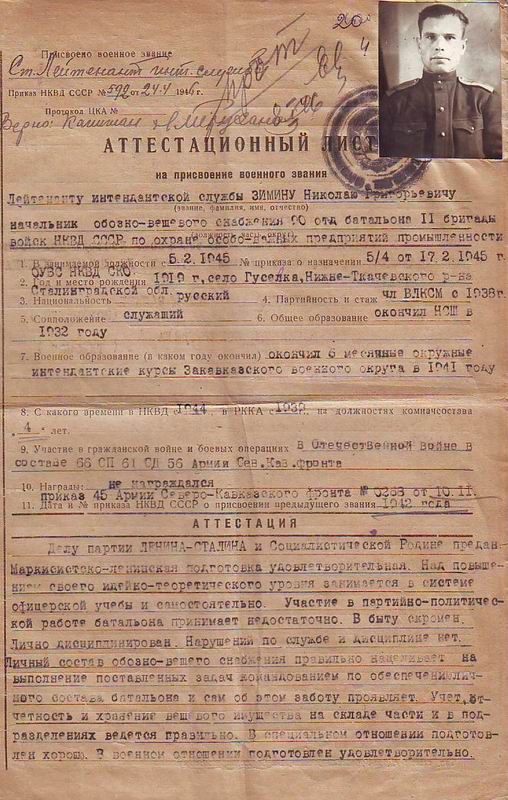 20
Присвоено военное звание
Ст. Лейтенант инт. службы
Приказ НКВД СССР № 592 от 24.4 1946 г.
Протокол ЦКА №
Верно: Капитан
АТТЕСТАЦИОННЫЙ ЛИСТ
на присвоение военного звания
Лейтенанту интендантской службы ЗИМИНУ Николаю Григорьевичу
(звание, фамилия, имя, отчество)
начальник обозно-вещевого снабжения 90 отд батальона II бригады
войск НКВД СССР по охране особо-важных предприятий промышленности
1. В занимаемой должности с 5.2.1945 № приказа о назначении 5/4 от 17.2.1945 г.
ОУВС НКВД СКО
2. Год и место рождения 1919 г, село Гуселка, Нижне-Ткачевского р-на
Сталинградской обл
3. Национальность русский 4. Партийность и стаж чл ВЛКСМ с 1938г.
5. Соцположение служащий 6. Общее образование окончил НСШ в
1932 году
7. Военное образование (в каком году окончил) окончил 6 месячные окружные
интендантские курсы Закавказского военного округа в 1941 году
8. С какого времени в НКВД с 1944, в РККА с 1939 г., на должностях комначсостава
4 лет.
9. Участие в гражданской войне и боевых операциях в Отечественной войне в
составе 66 СП 61 СД 56 Армии Сев.Кав.фронта
10. Награды: не награждался
приказ 45 Армии Северо-Кавказского фронта № 0268 от 10.II.
11. Дата и № приказа НКВД СССР о присвоении предыдущего звания 1942 года
АТТЕСТАЦИЯ
Делу партии ЛЕНИНА-СТАЛИНА и Социалистической Родине предан.
Марксистско-ленинская подготовка удовлетворительная. Над повыше-
нием своего идейно-теоретического уровня занимается в системе
офицерской учебы и самостоятельно. Участие в партийно-политичес-
кой работе батальона принимает недостаточно. В быту скромен.
Лично дисциплинирован. Нарушений по службе и дисциплине нет.
Личный состав обозно-вещего снабжения правильно нацеливает на
выполнение поставленных задач командованием по обеспечению лич-
ного состава батальона и сам об этом заботу проявляет. Учет, от-
четность и хранение вещевого имущества на складе части и в под-
разделениях ведется правильно. В специальном отношении подготов-
лен хорошо. В военном отношении подготовлен удовлетворительно.